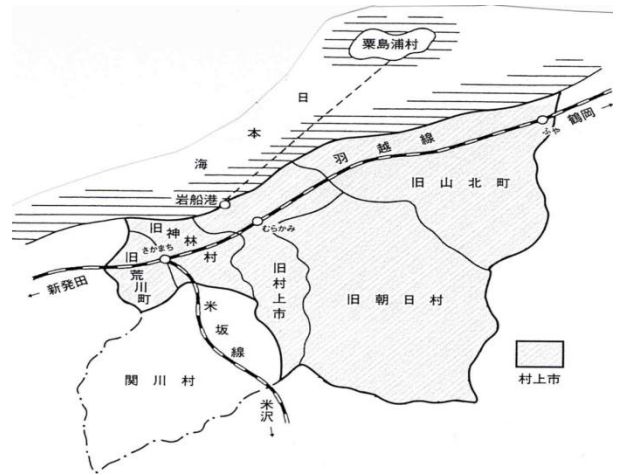 粟島浦村
日本海
羽越線
鶴岡
岩船港
むらかみ
旧山北町
旧神林村
さかまち
旧荒川町
新発田
旧村上市
旧朝日村
米坂線
関川村
米沢
村上市